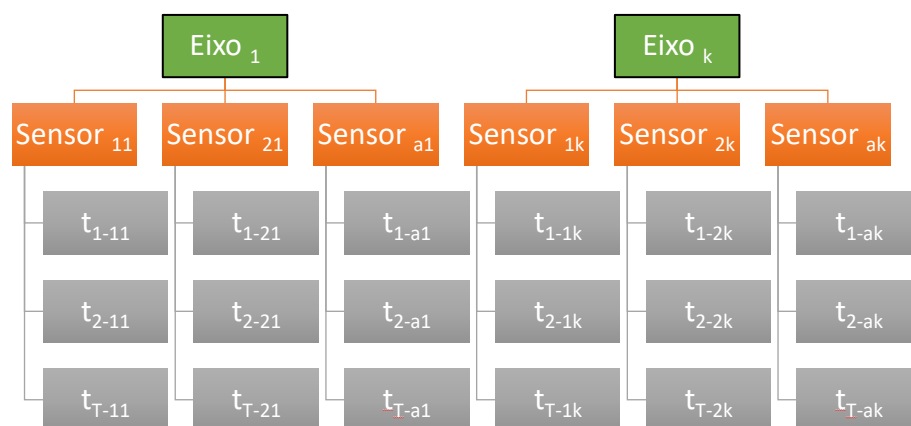 Eixo 1 Eixo k
Sensor 11 Sensor 21 Sensor a1 Sensor 1k Sensor 2k Sensor ak
t1-11 t1-21 t1-a1 t1-1k t1-2k t1-ak
t2-11 t2-21 t2-a1 t2-1k t2-2k t2-ak
tT-11 tT-21 tT-a1 tT-1k tT-2k tT-ak